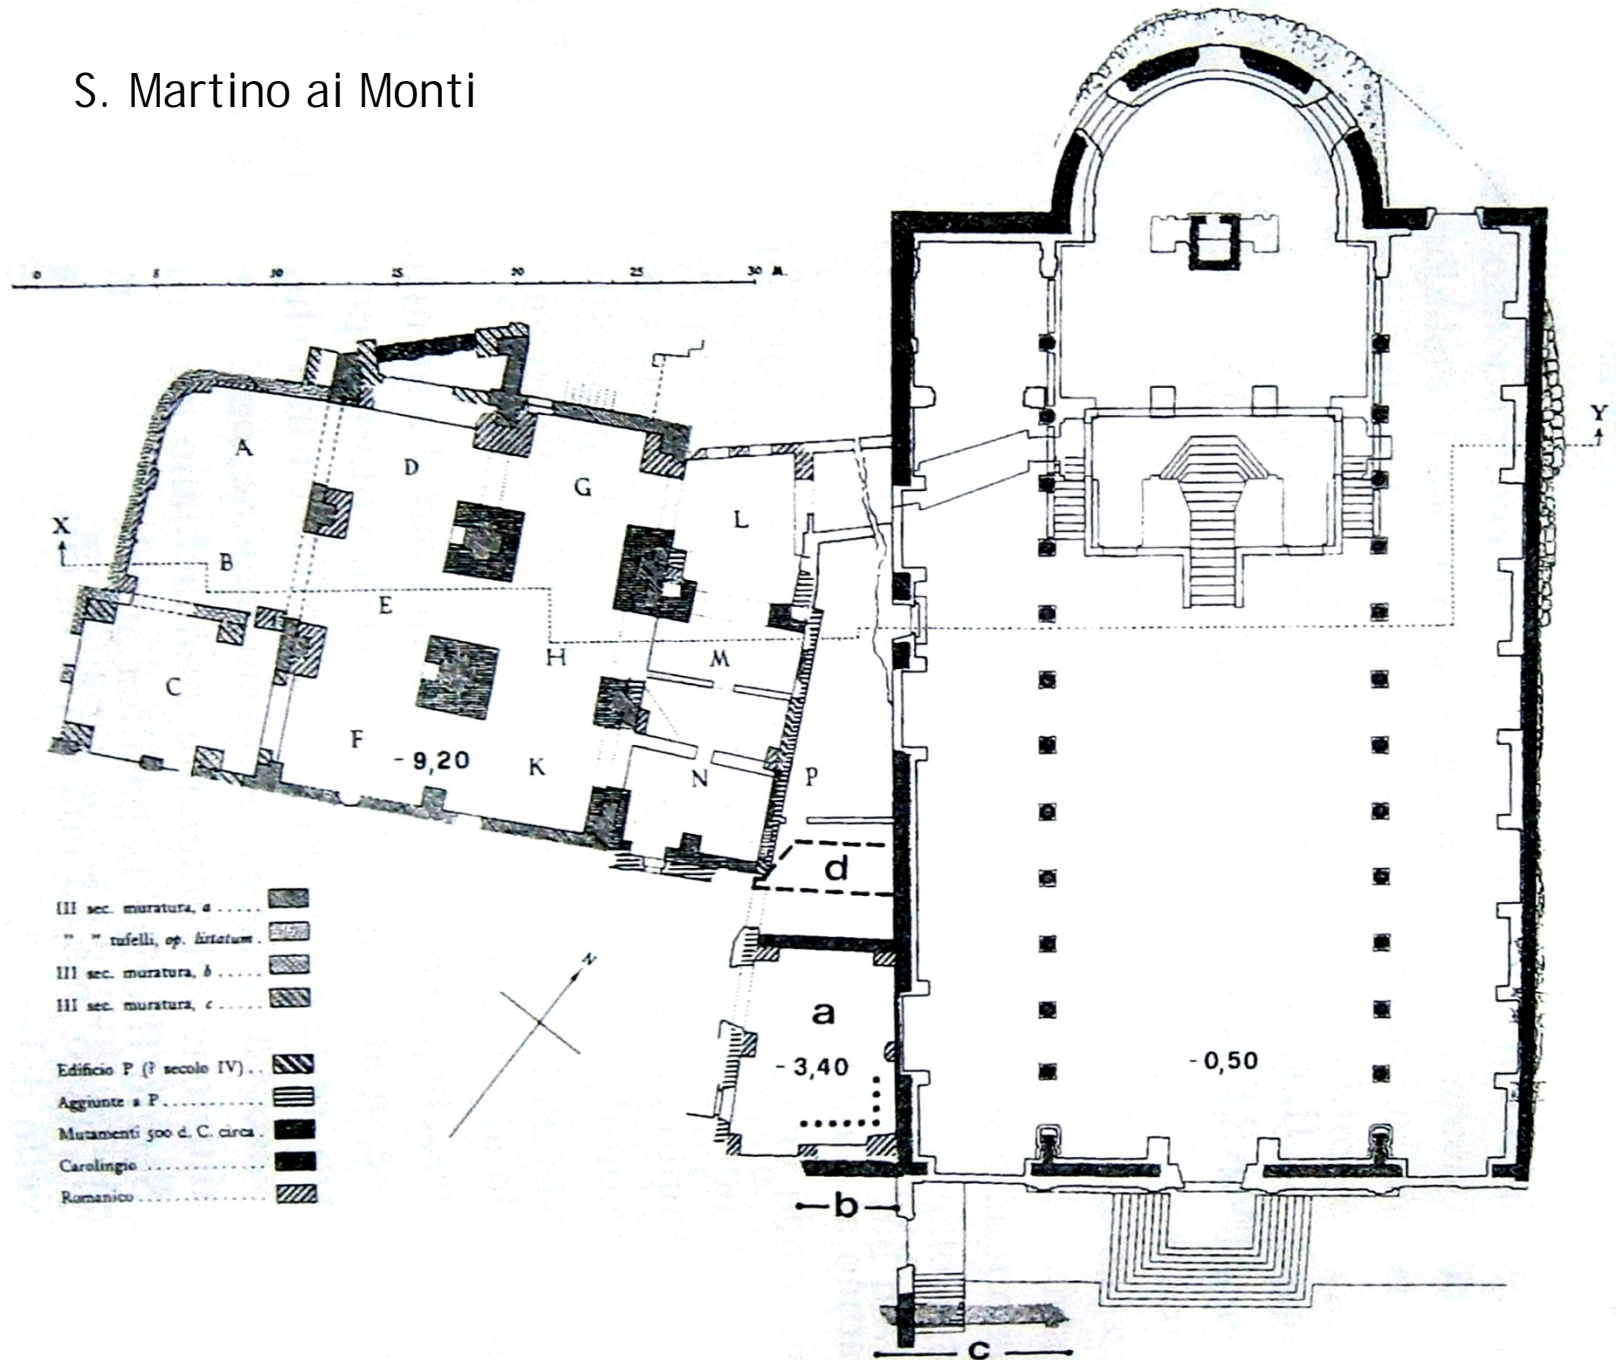 S. Martino ai Monti
0 5 10 15 20 25 30 M.
Y
A
D
G
L
X
B
E
H
M
C
F
- 9,20
K
N
P
d
III sec. muratura, a .....
" " tufelli, op. listatum .
III sec. muratura, b .....
III sec. muratura, c .....
N
a
- 3,40
- 0,50
Edificio P (? secolo IV) ..
Aggiunte a P ...........
Mutamenti 500 d. C. circa .
Carolingio ............
Romanico .............
b
c